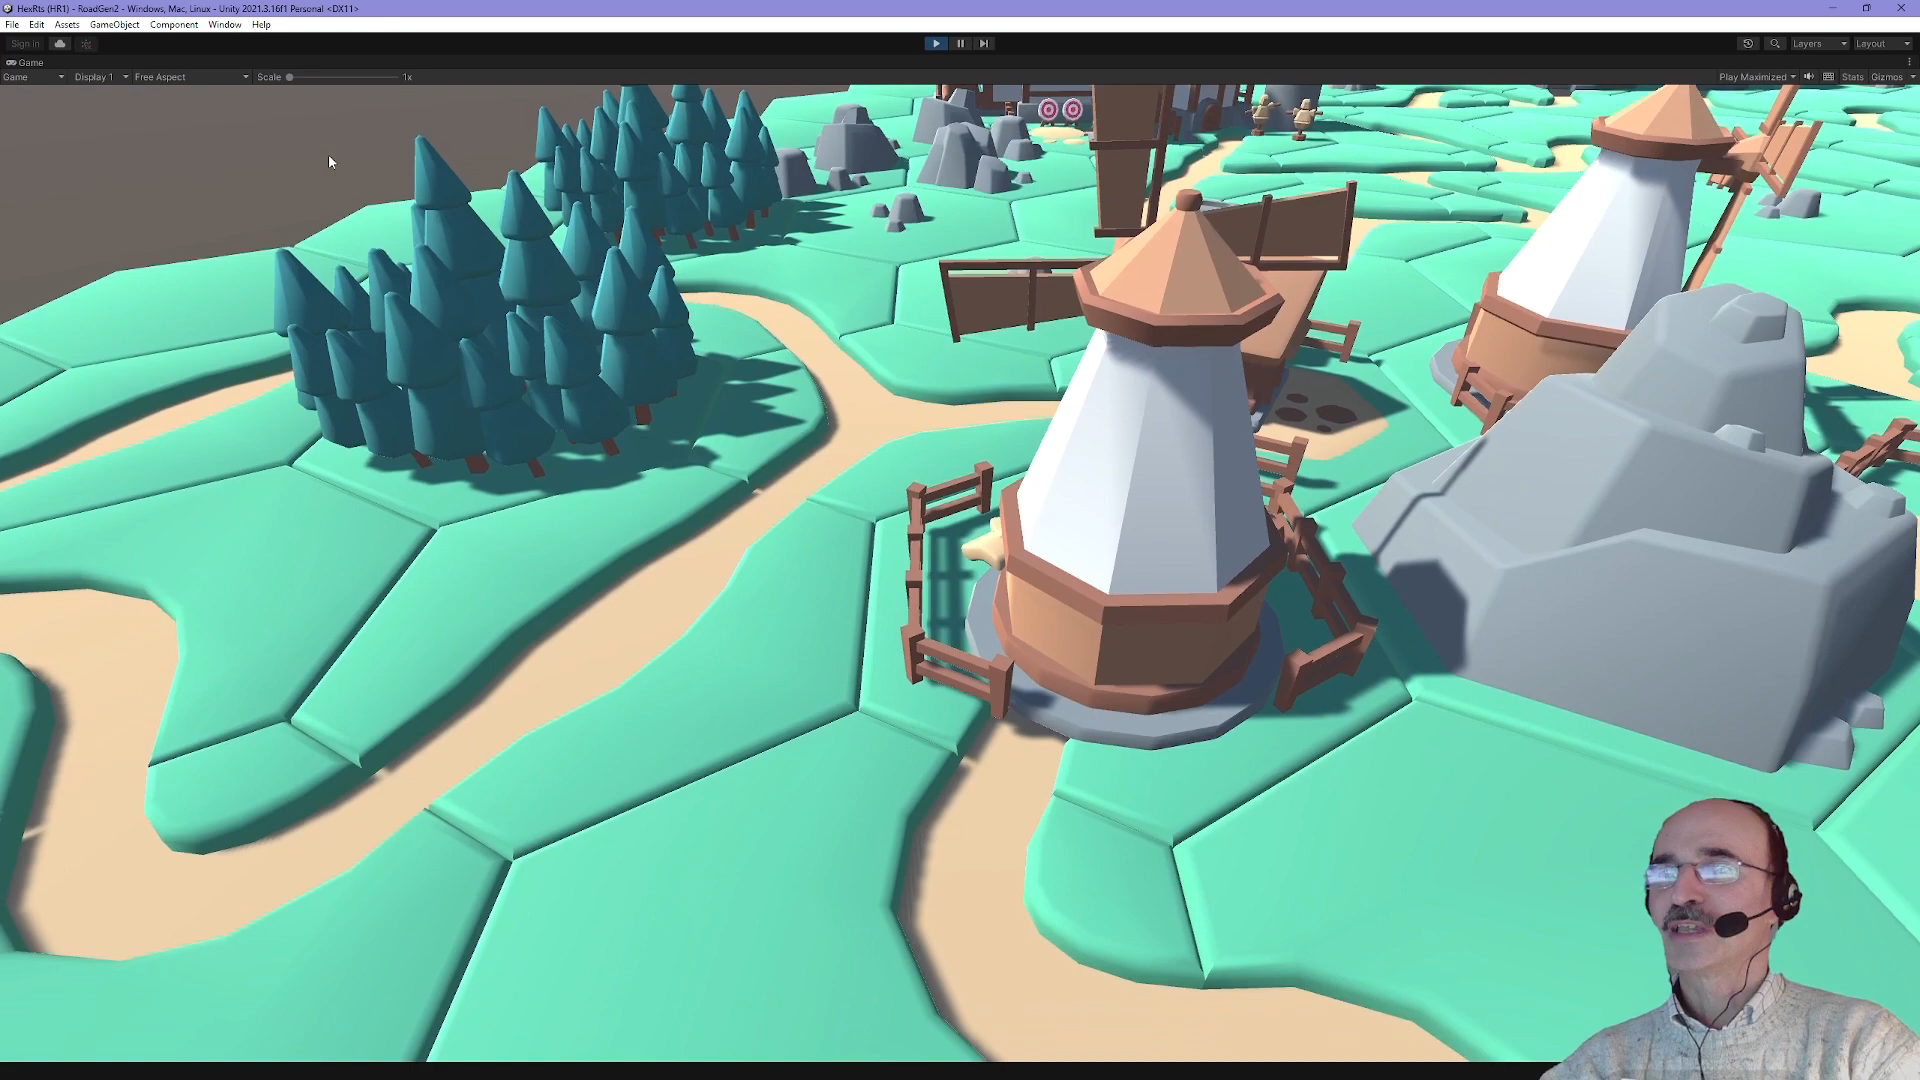 HexRts (HR1) - RoadGen2 - Windows, Mac, Linux - Unity 2021.3.16f1 Personal <DX11>
File Edit Assets GameObject Component Window Help
Sign in Layers Layout
Game
Game Display 1 Free Aspect Scale 1x Play Maximized Stats Gizmos